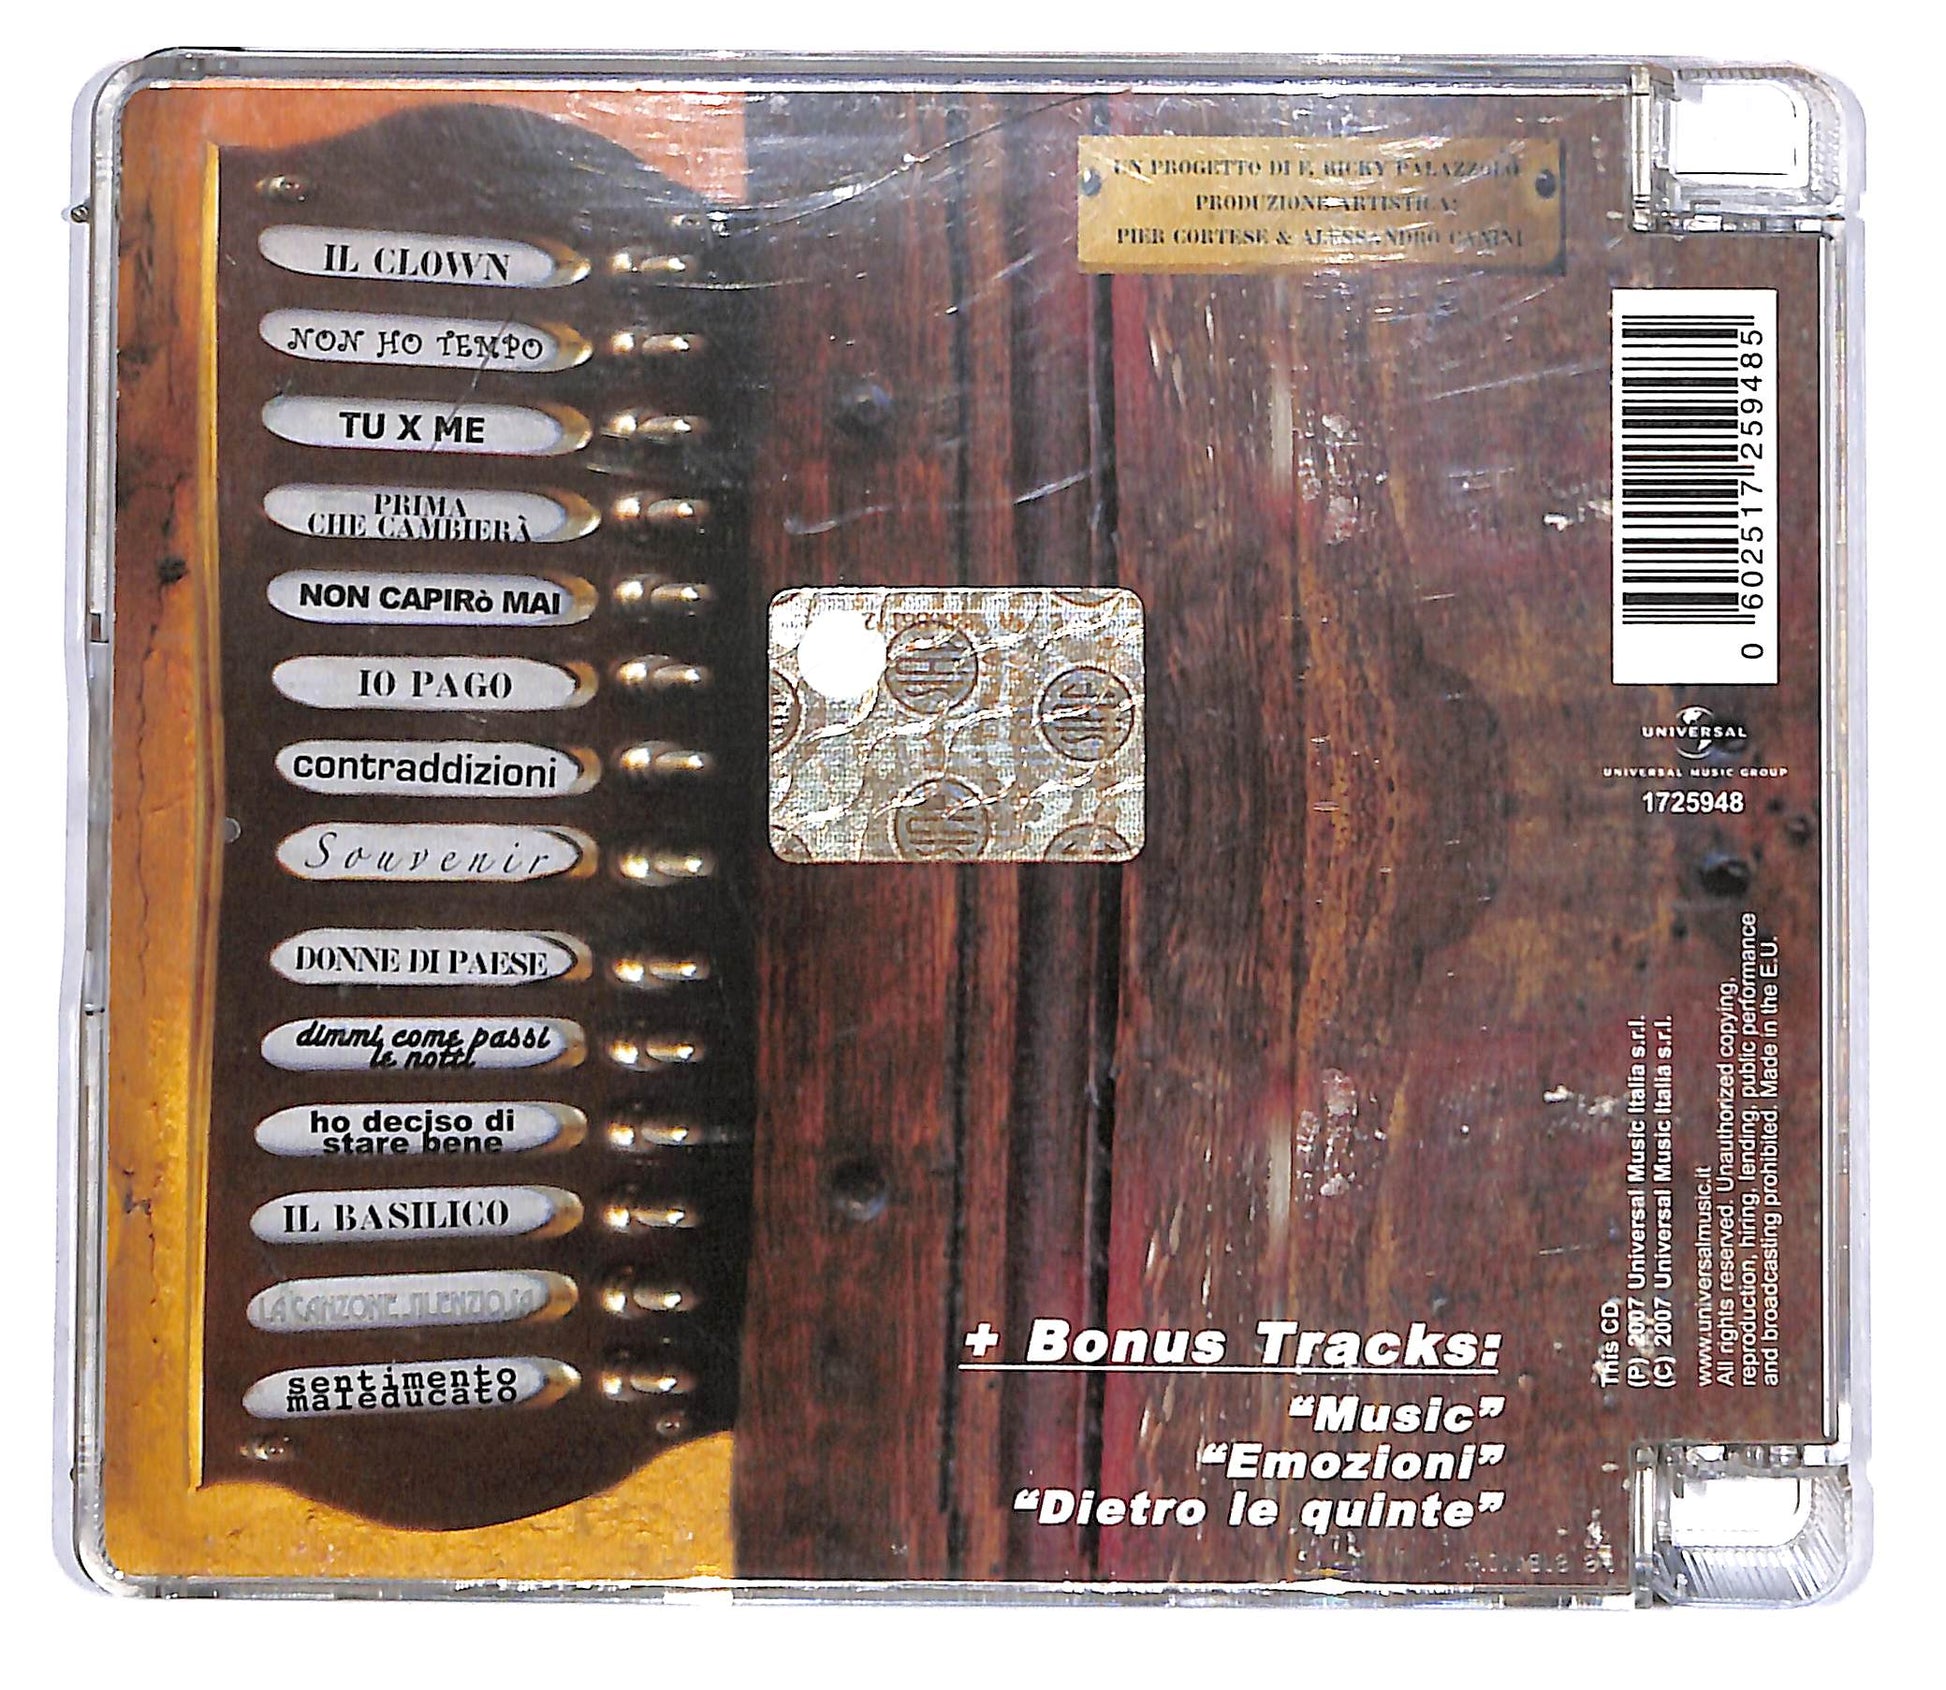 IL CLOWN
NON HO TEMPO
TU X ME
PRIMA
CHE CAMBIERÀ
NON CAPIRò MAI
IO PAGO
contraddizioni
Souvenir
DONNE DI PAESE
dimmi come passi
le notti
ho deciso di
stare bene
IL BASILICO
LA CANZONE SILENZIOSA
sentimento
maleducato
UN PROGETTO DI F. RICKY PALAZZOLO
PRODUZIONE ARTISTICA:
PIER CORTESE & ALESSANDRO CANINI
0 602517 259485
UNIVERSAL
UNIVERSAL MUSIC GROUP
1725948
+ Bonus Tracks:
“Music”
“Emozioni”
“Dietro le quinte”
This CD
(P) 2007 Universal Music Italia s.r.l.
(C) 2007 Universal Music Italia s.r.l.
www.universalmusic.it
All rights reserved. Unauthorized copying,
reproduction, hiring, lending, public performance
and broadcasting prohibited. Made in the E.U.